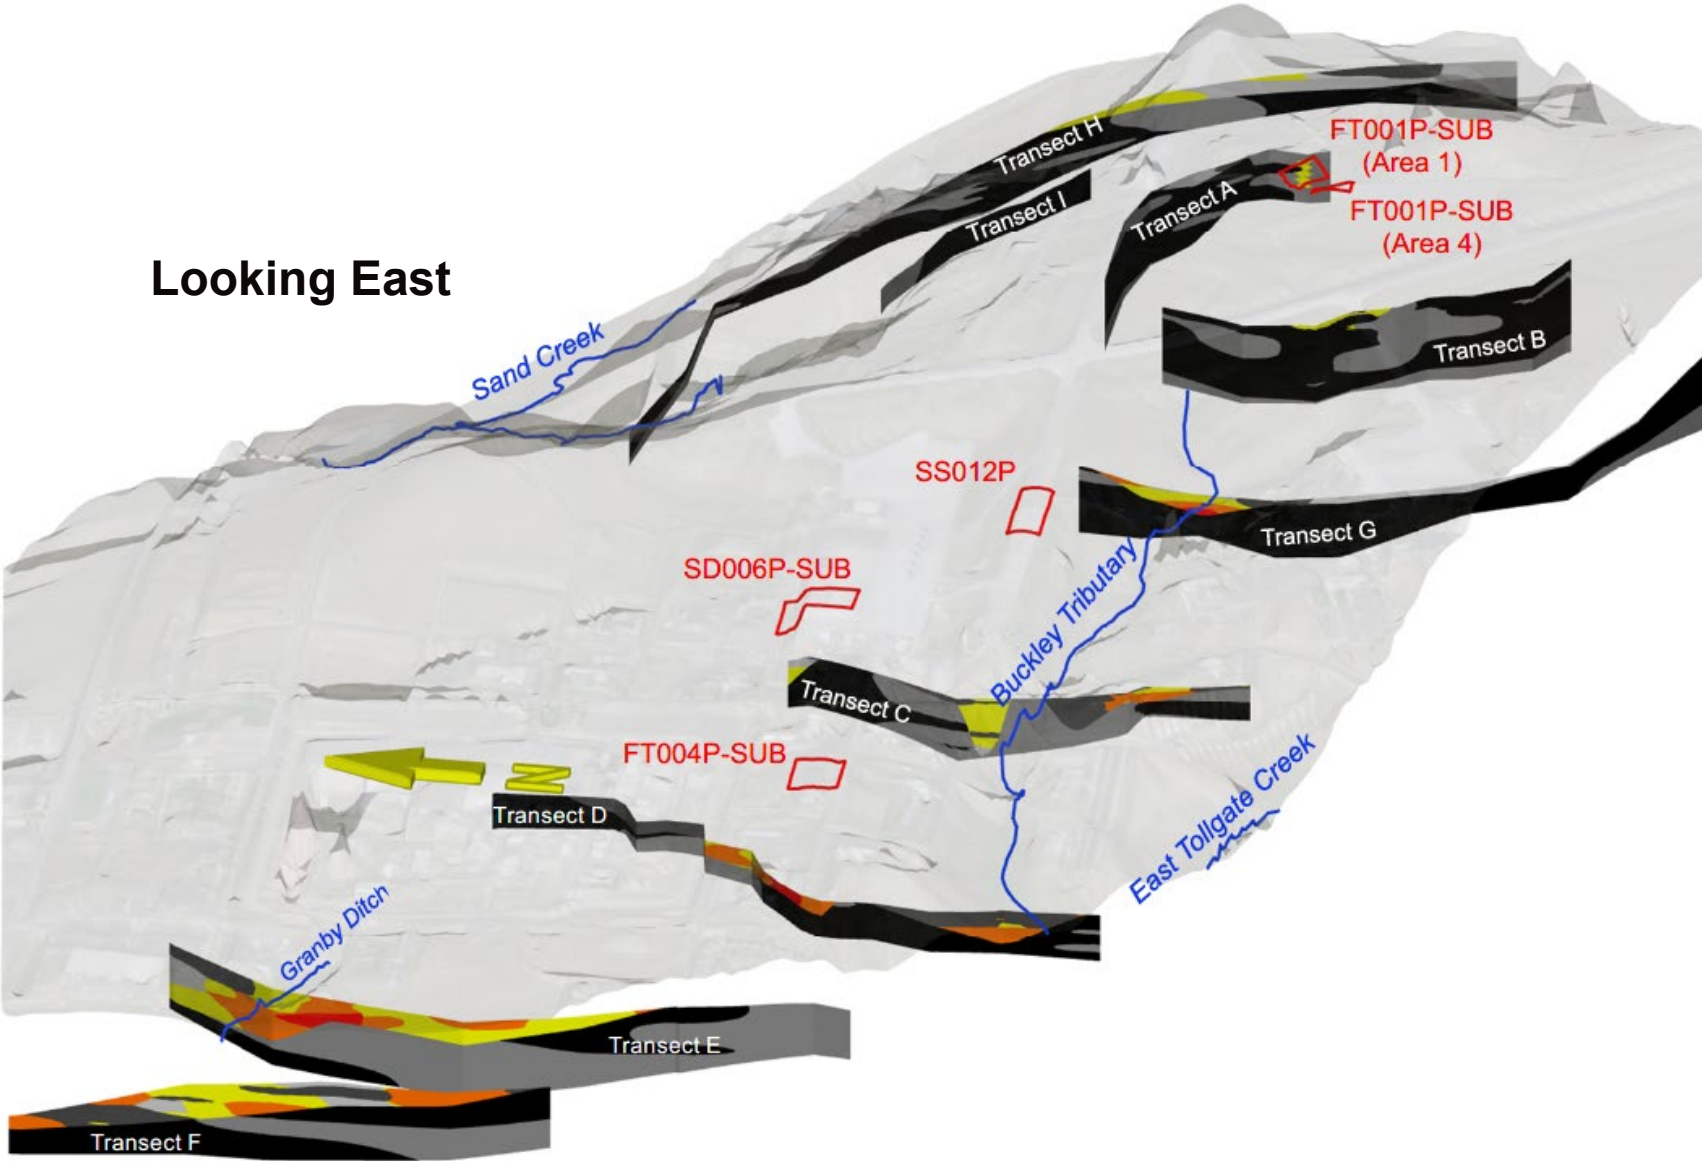 Transect H
FT001P-SUB
(Area 1)
Transect I
Transect A
FT001P-SUB
(Area 4)
Looking East
Sand Creek
Transect B
SS012P
Transect G
SD006P-SUB
Buckley Tributary
Transect C
FT004P-SUB
N
Transect D
East Tollgate Creek
Granby Ditch
Transect E
Transect F